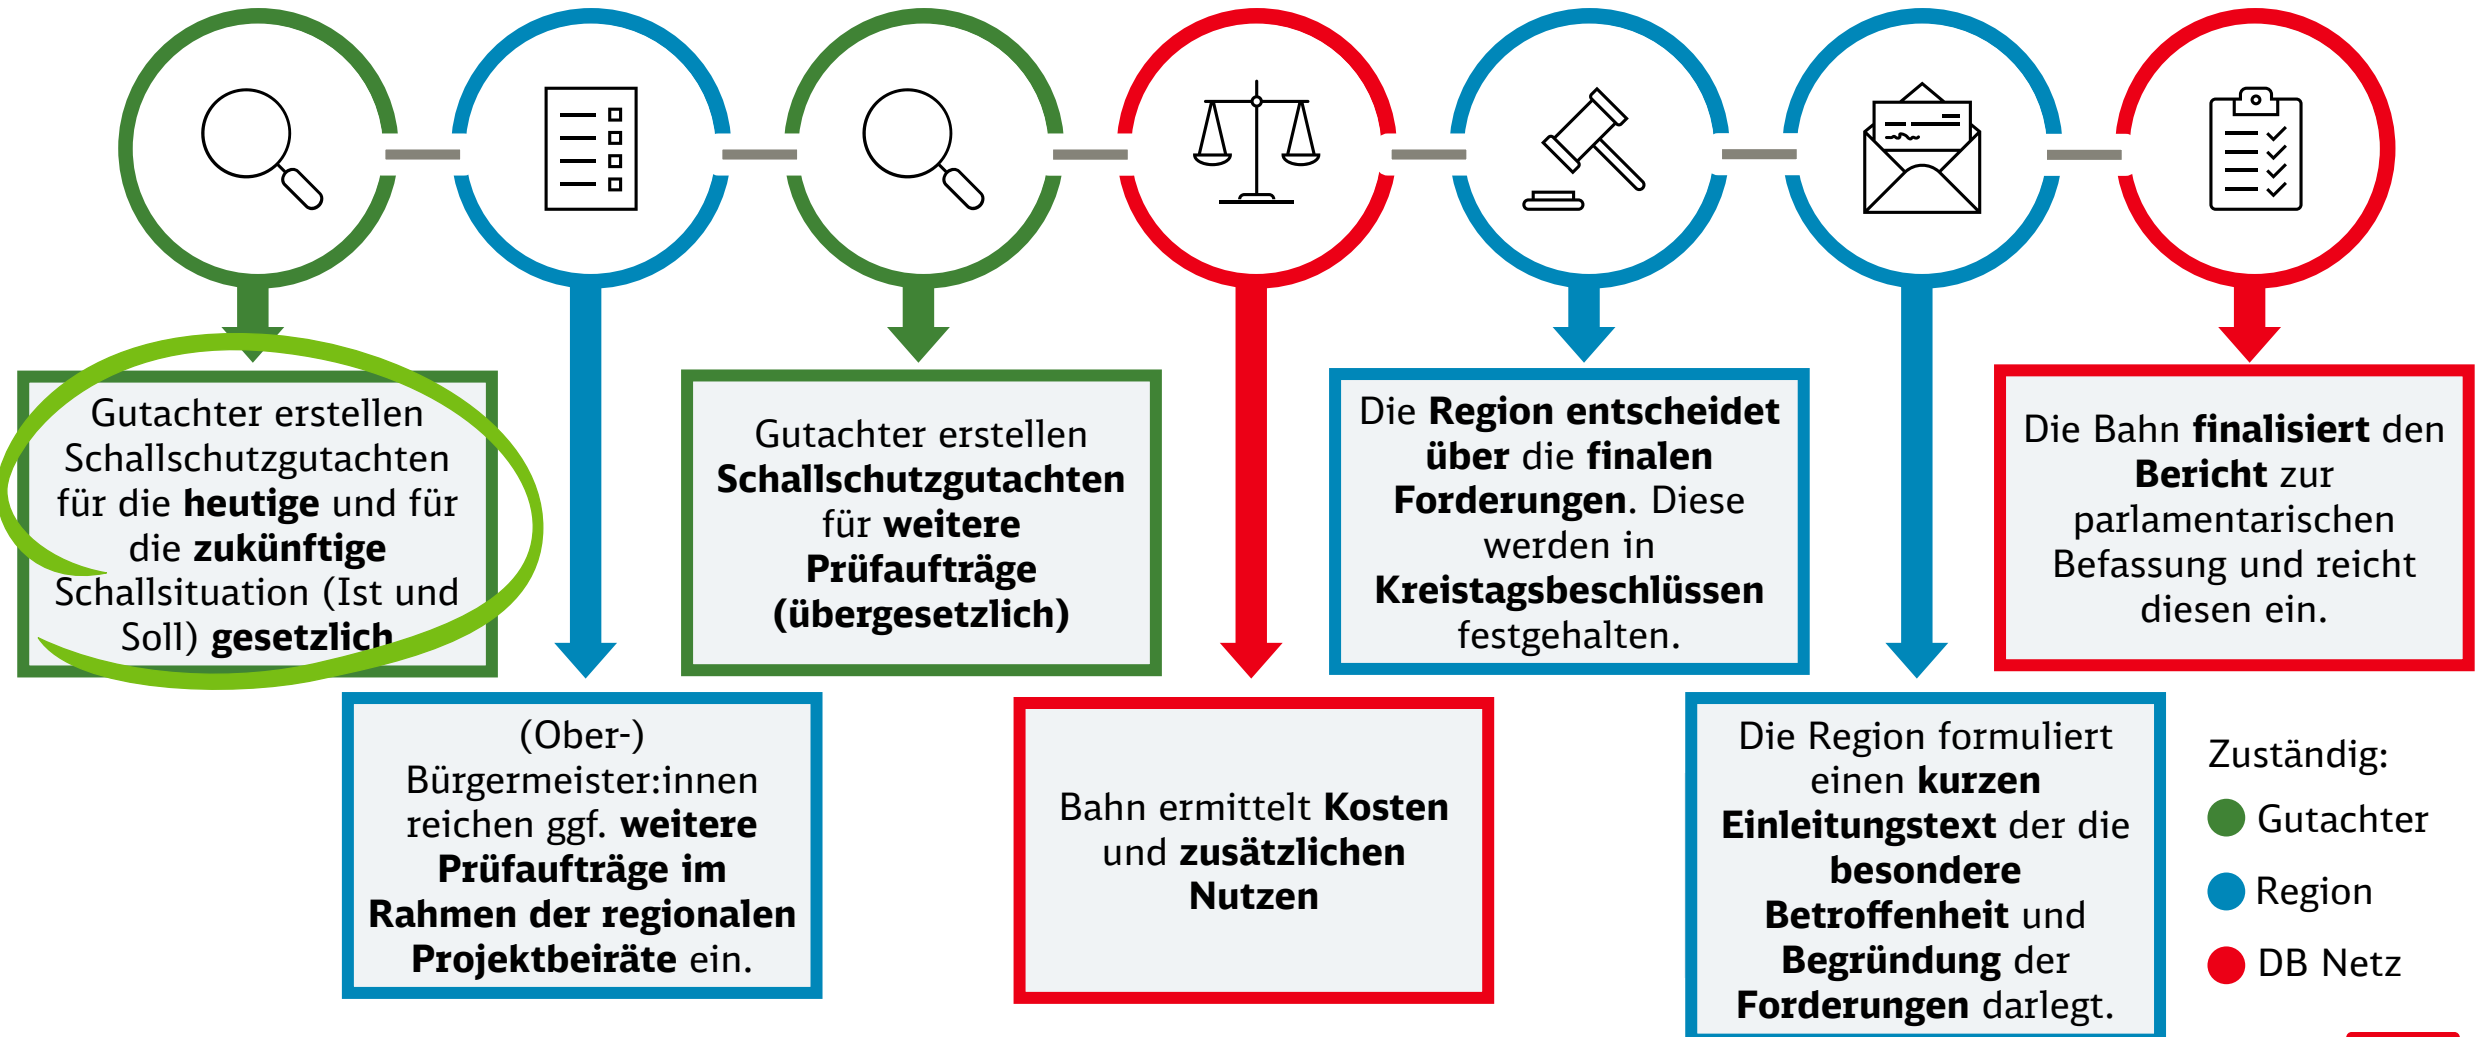 Gutachter erstellen
Schallschutzgutachten
für die heutige und für
die zukünftige
Schallsituation (Ist und
Soll) gesetzlich
(Ober-)
Bürgermeister:innen
reichen ggf. weitere
Prüfaufträge im
Rahmen der regionalen
Projektbeiräte ein.
Gutachter erstellen
Schallschutzgutachten
für weitere
Prüfaufträge
(übergesetzlich)
Bahn ermittelt Kosten
und zusätzlichen
Nutzen
Die Region entscheidet
über die finalen
Forderungen. Diese
werden in
Kreistagsbeschlüssen
festgehalten.
Die Region formuliert
einen kurzen
Einleitungstext der die
besondere
Betroffenheit und
Begründung der
Forderungen darlegt.
Die Bahn finalisiert den
Bericht zur
parlamentarischen
Befassung und reicht
diesen ein.
Zuständig:
Gutachter
Region
DB Netz